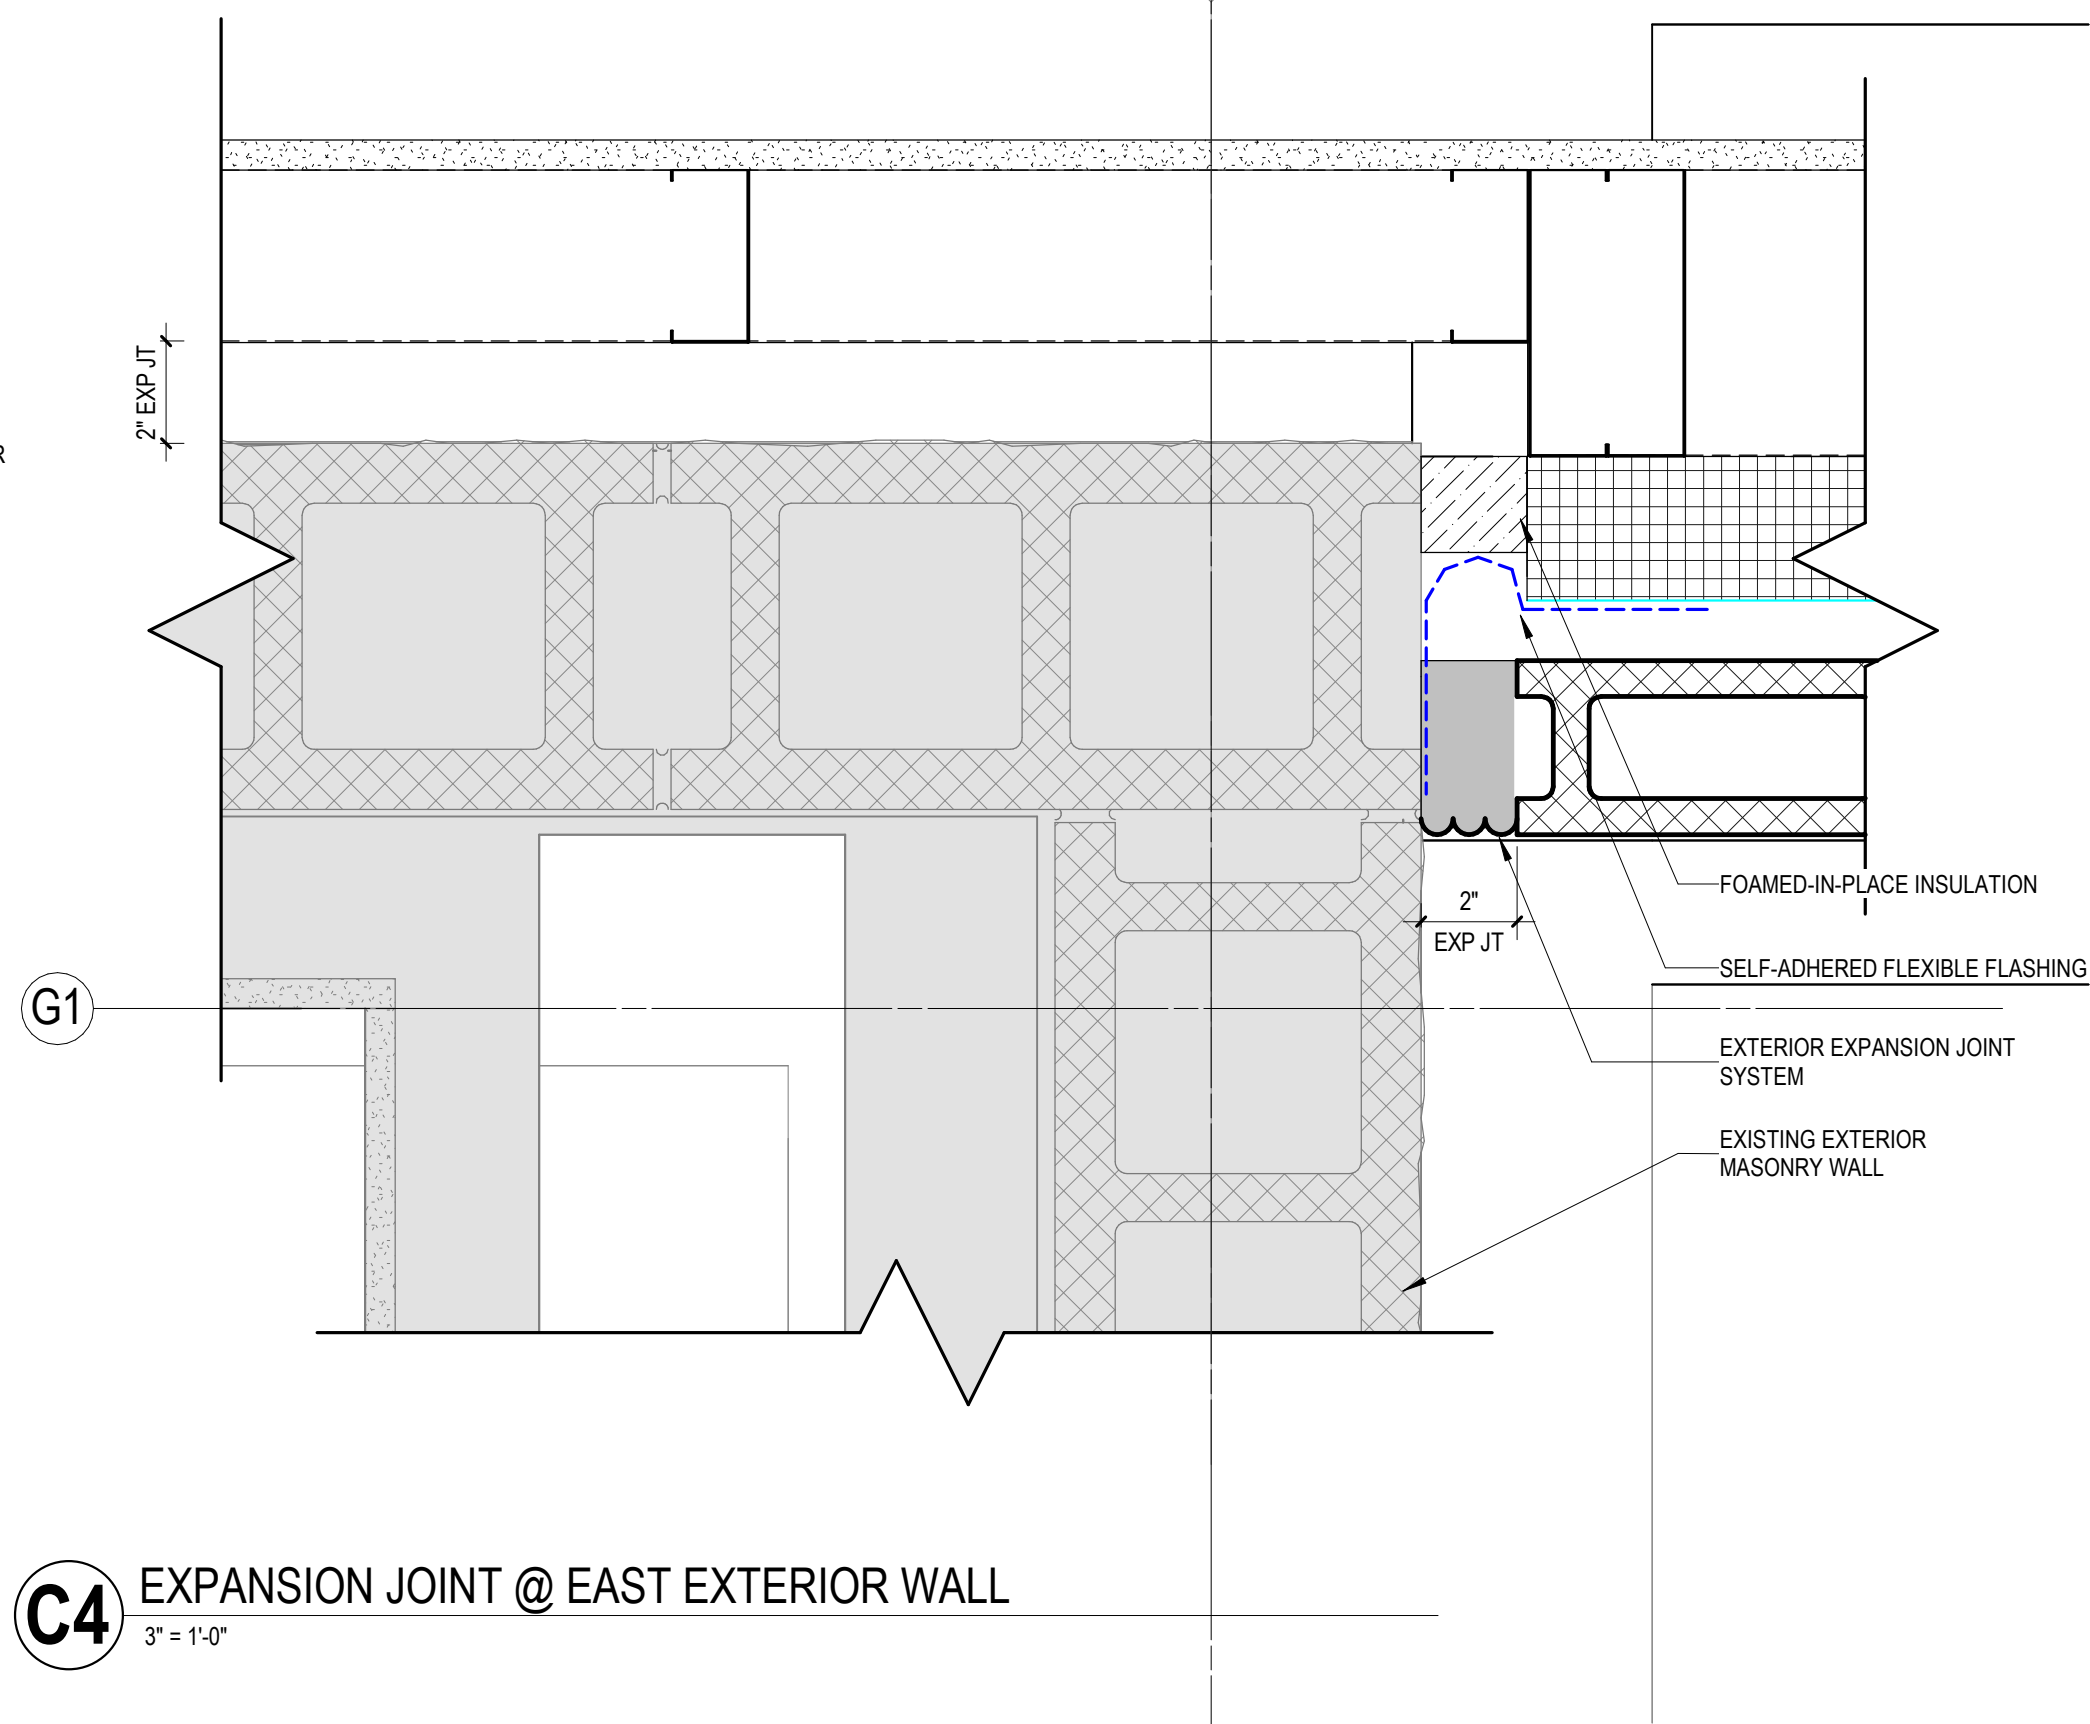 2" EXP JT
R
FOAMED-IN-PLACE INSULATION
2"
EXP JT
SELF-ADHERED FLEXIBLE FLASHING
G1
EXTERIOR EXPANSION JOINT
SYSTEM
EXISTING EXTERIOR
MASONRY WALL
C4
EXPANSION JOINT @ EAST EXTERIOR WALL
3" = 1'-0"